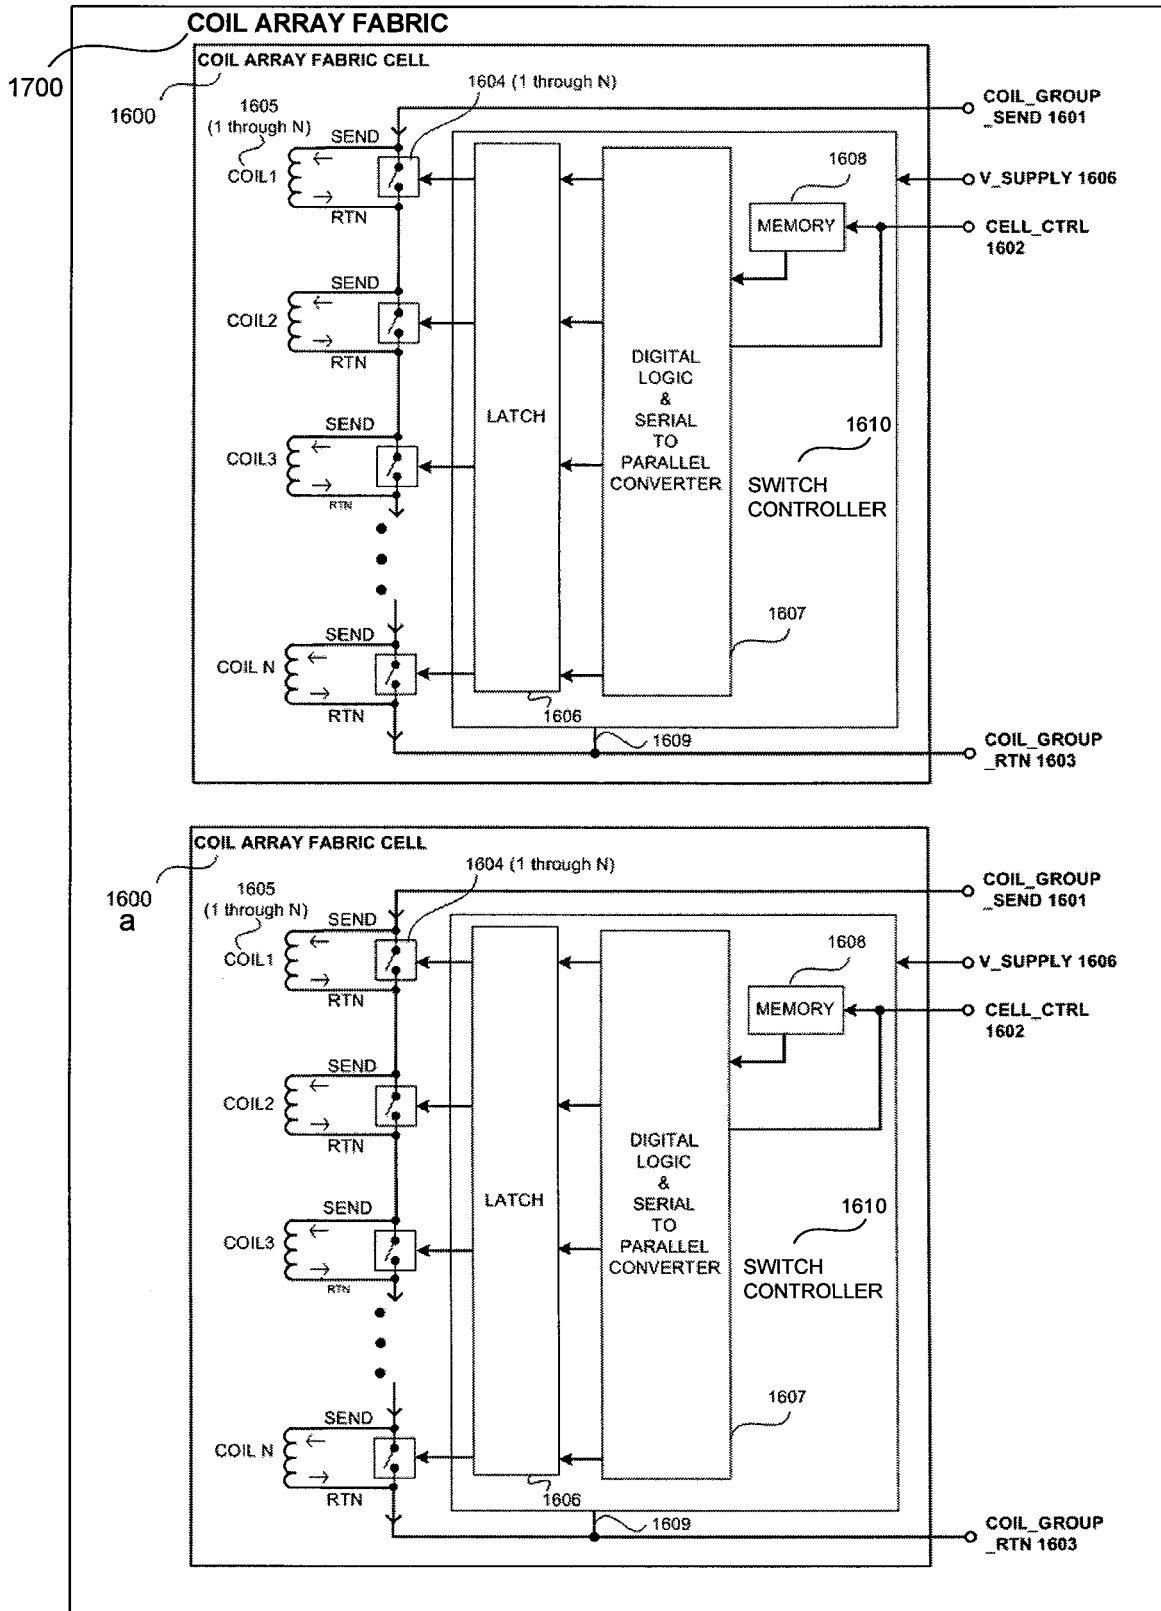 COIL ARRAY FABRIC
1700
COIL ARRAY FABRIC CELL
1600
1604 (1 through N)
1605
(1 through N)
COIL_GROUP
_SEND 1601
SEND
COIL1
RTN
1608
V_SUPPLY 1606
MEMORY
CELL_CTRL
1602
SEND
COIL2
RTN
DIGITAL
LOGIC
&
SERIAL
TO
PARALLEL
CONVERTER
LATCH
1610
SWITCH
CONTROLLER
SEND
COIL3
RTN
1607
SEND
COIL N
RTN
1606
1609
COIL_GROUP
_RTN 1603
COIL ARRAY FABRIC CELL
1600
a
1604 (1 through N)
1605
(1 through N)
COIL_GROUP
_SEND 1601
SEND
COIL1
RTN
1608
V_SUPPLY 1606
MEMORY
CELL_CTRL
1602
SEND
COIL2
RTN
DIGITAL
LOGIC
&
SERIAL
TO
PARALLEL
CONVERTER
LATCH
1610
SWITCH
CONTROLLER
SEND
COIL3
RTN
1607
SEND
COIL N
RTN
1606
1609
COIL_GROUP
_RTN 1603